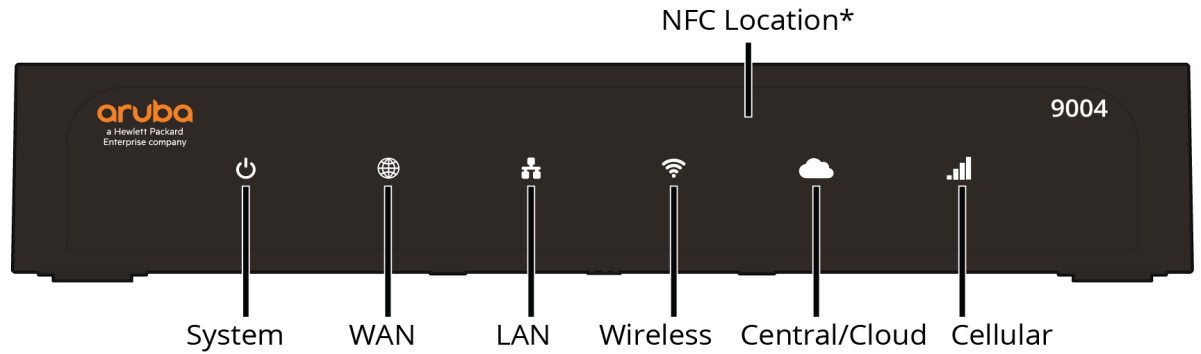 NFC Location*
aruba
a Hewlett Packard
Enterprise company
9004
System WAN LAN Wireless Central/Cloud Cellular